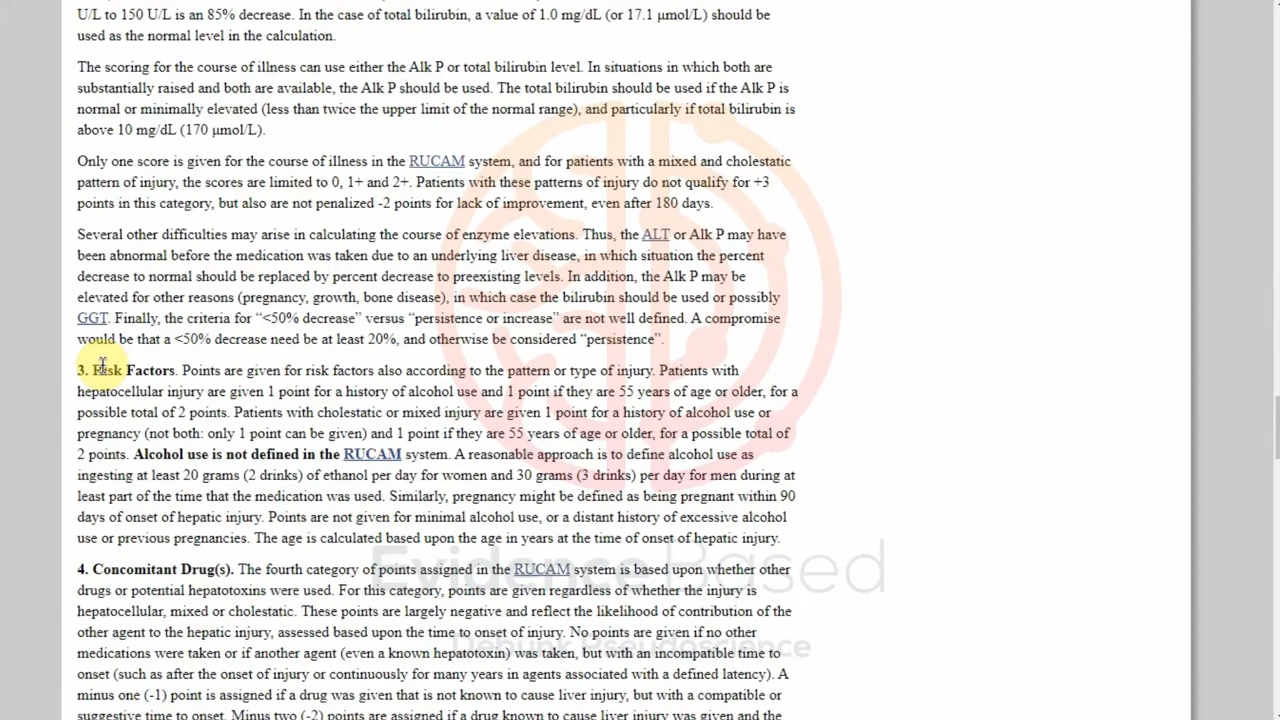 U/L to 150 U/L is an 85% decrease. In the case of total bilirubin, a value of 1.0 mg/dL (or 17.1 μmol/L) should be
used as the normal level in the calculation.
The scoring for the course of illness can use either the Alk P or total bilirubin level. In situations in which both are
substantially raised and both are available, the Alk P should be used. The total bilirubin should be used if the Alk P is
normal or minimally elevated (less than twice the upper limit of the normal range), and particularly if total bilirubin is
above 10 mg/dL (170 μmol/L).
Only one score is given for the course of illness in the RUCAM system, and for patients with a mixed and cholestatic
pattern of injury, the scores are limited to 0, 1+ and 2+. Patients with these patterns of injury do not qualify for +3
points in this category, but also are not penalized -2 points for lack of improvement, even after 180 days.
Several other difficulties may arise in calculating the course of enzyme elevations. Thus, the ALT or Alk P may have
been abnormal before the medication was taken due to an underlying liver disease, in which situation the percent
decrease to normal should be replaced by percent decrease to preexisting levels. In addition, the Alk P may be
elevated for other reasons (pregnancy, growth, bone disease), in which case the bilirubin should be used or possibly
GGT. Finally, the criteria for “<50% decrease” versus “persistence or increase” are not well defined. A compromise
would be that a <50% decrease need be at least 20%, and otherwise be considered “persistence”.
3. Risk Factors. Points are given for risk factors also according to the pattern or type of injury. Patients with
hepatocellular injury are given 1 point for a history of alcohol use and 1 point if they are 55 years of age or older, for a
possible total of 2 points. Patients with cholestatic or mixed injury are given 1 point for a history of alcohol use or
pregnancy (not both: only 1 point can be given) and 1 point if they are 55 years of age or older, for a possible total of
2 points. Alcohol use is not defined in the RUCAM system. A reasonable approach is to define alcohol use as
ingesting at least 20 grams (2 drinks) of ethanol per day for women and 30 grams (3 drinks) per day for men during at
least part of the time that the medication was used. Similarly, pregnancy might be defined as being pregnant within 90
days of onset of hepatic injury. Points are not given for minimal alcohol use, or a distant history of excessive alcohol
use or previous pregnancies. The age is calculated based upon the age in years at the time of onset of hepatic injury.
Evidence Based
4. Concomitant Drug(s). The fourth category of points assigned in the RUCAM system is based upon whether other
drugs or potential hepatotoxins were used. For this category, points are given regardless of whether the injury is
hepatocellular, mixed or cholestatic. These points are largely negative and reflect the likelihood of contribution of the
other agent to the hepatic injury, assessed based upon the time to onset of injury. No points are given if no other
Debunk Pseudoscience
medications were taken or if another agent (even a known hepatotoxin) was taken, but with an incompatible time to
onset (such as after the onset of injury or continuously for many years in agents associated with a defined latency). A
minus one (-1) point is assigned if a drug was given that is not known to cause liver injury, but with a compatible or
suggestive time to onset. Minus two (-2) points are assigned if a drug known to cause liver injury was given and the